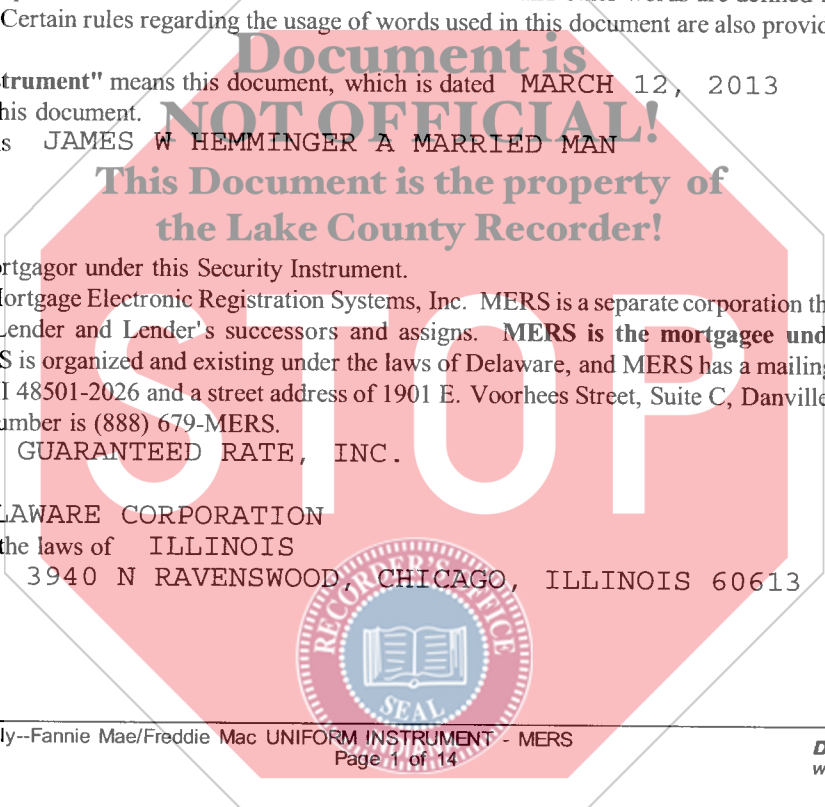 Certain rules regarding the usage of words used in this document are also provid
Document is
trument" means this document, which is dated MARCH 12, 2013
his document.
NOT OFFICIAL!
s JAMES W HEMMINGER A MARRIED MAN
This Document is the property of
the Lake County Recorder!
ortgagor under this Security Instrument.
Mortgage Electronic Registration Systems, Inc. MERS is a separate corporation th
Lender and Lender's successors and assigns. MERS is the mortgagee und
S is organized and existing under the laws of Delaware, and MERS has a mailing
I 48501-2026 and a street address of 1901 E. Voorhees Street, Suite C, Danville
umber is (888) 679-MERS.
STOP
GUARANTEED RATE, INC.
LAWARE CORPORATION
the laws of ILLINOIS
3940 N RAVENSWOOD, CHICAGO, ILLINOIS 60613
RECORDER'S OFFICE
SEAL
INDIANA
ly--Fannie Mae/Freddie Mac UNIFORM INSTRUMENT - MERS
Page 1 of 14